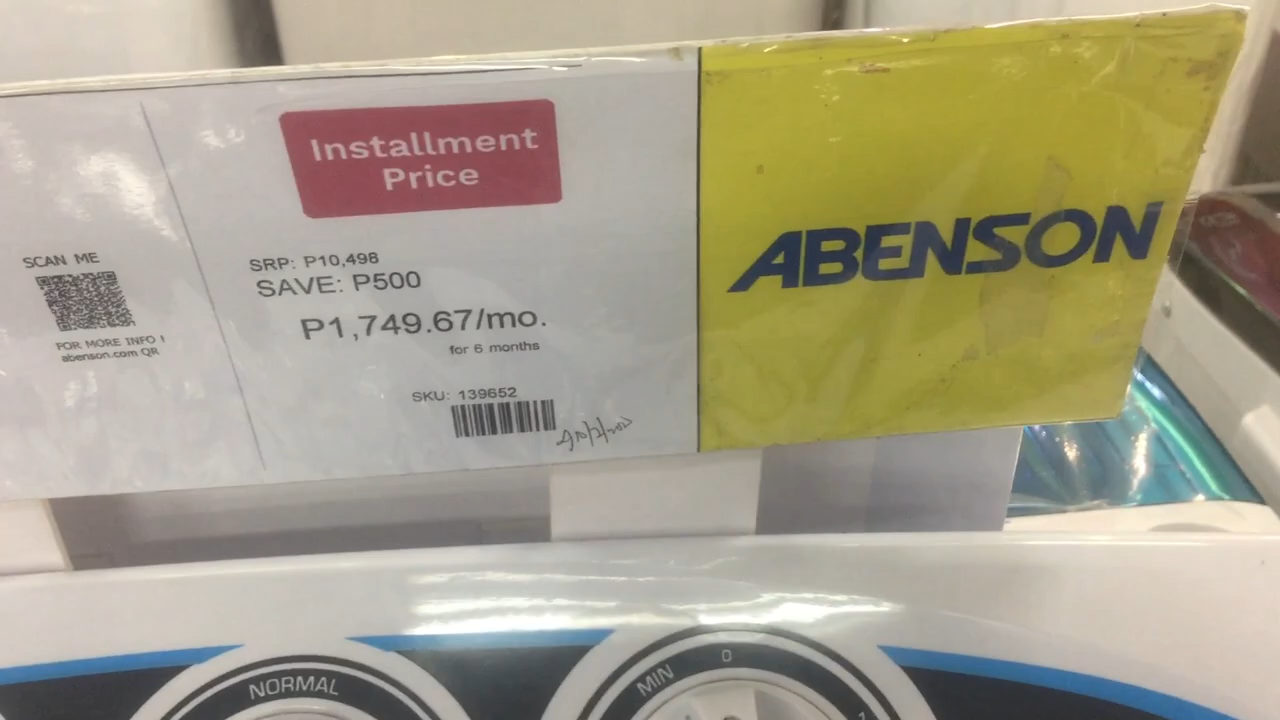 SCAN ME
FOR MORE INFO !
abenson.com QR
Installment
Price
SRP: P10,498
SAVE: P500
P1,749.67/mo.
for 6 months
SKU: 139652
ABENSON
NORMAL
MIN
0
1